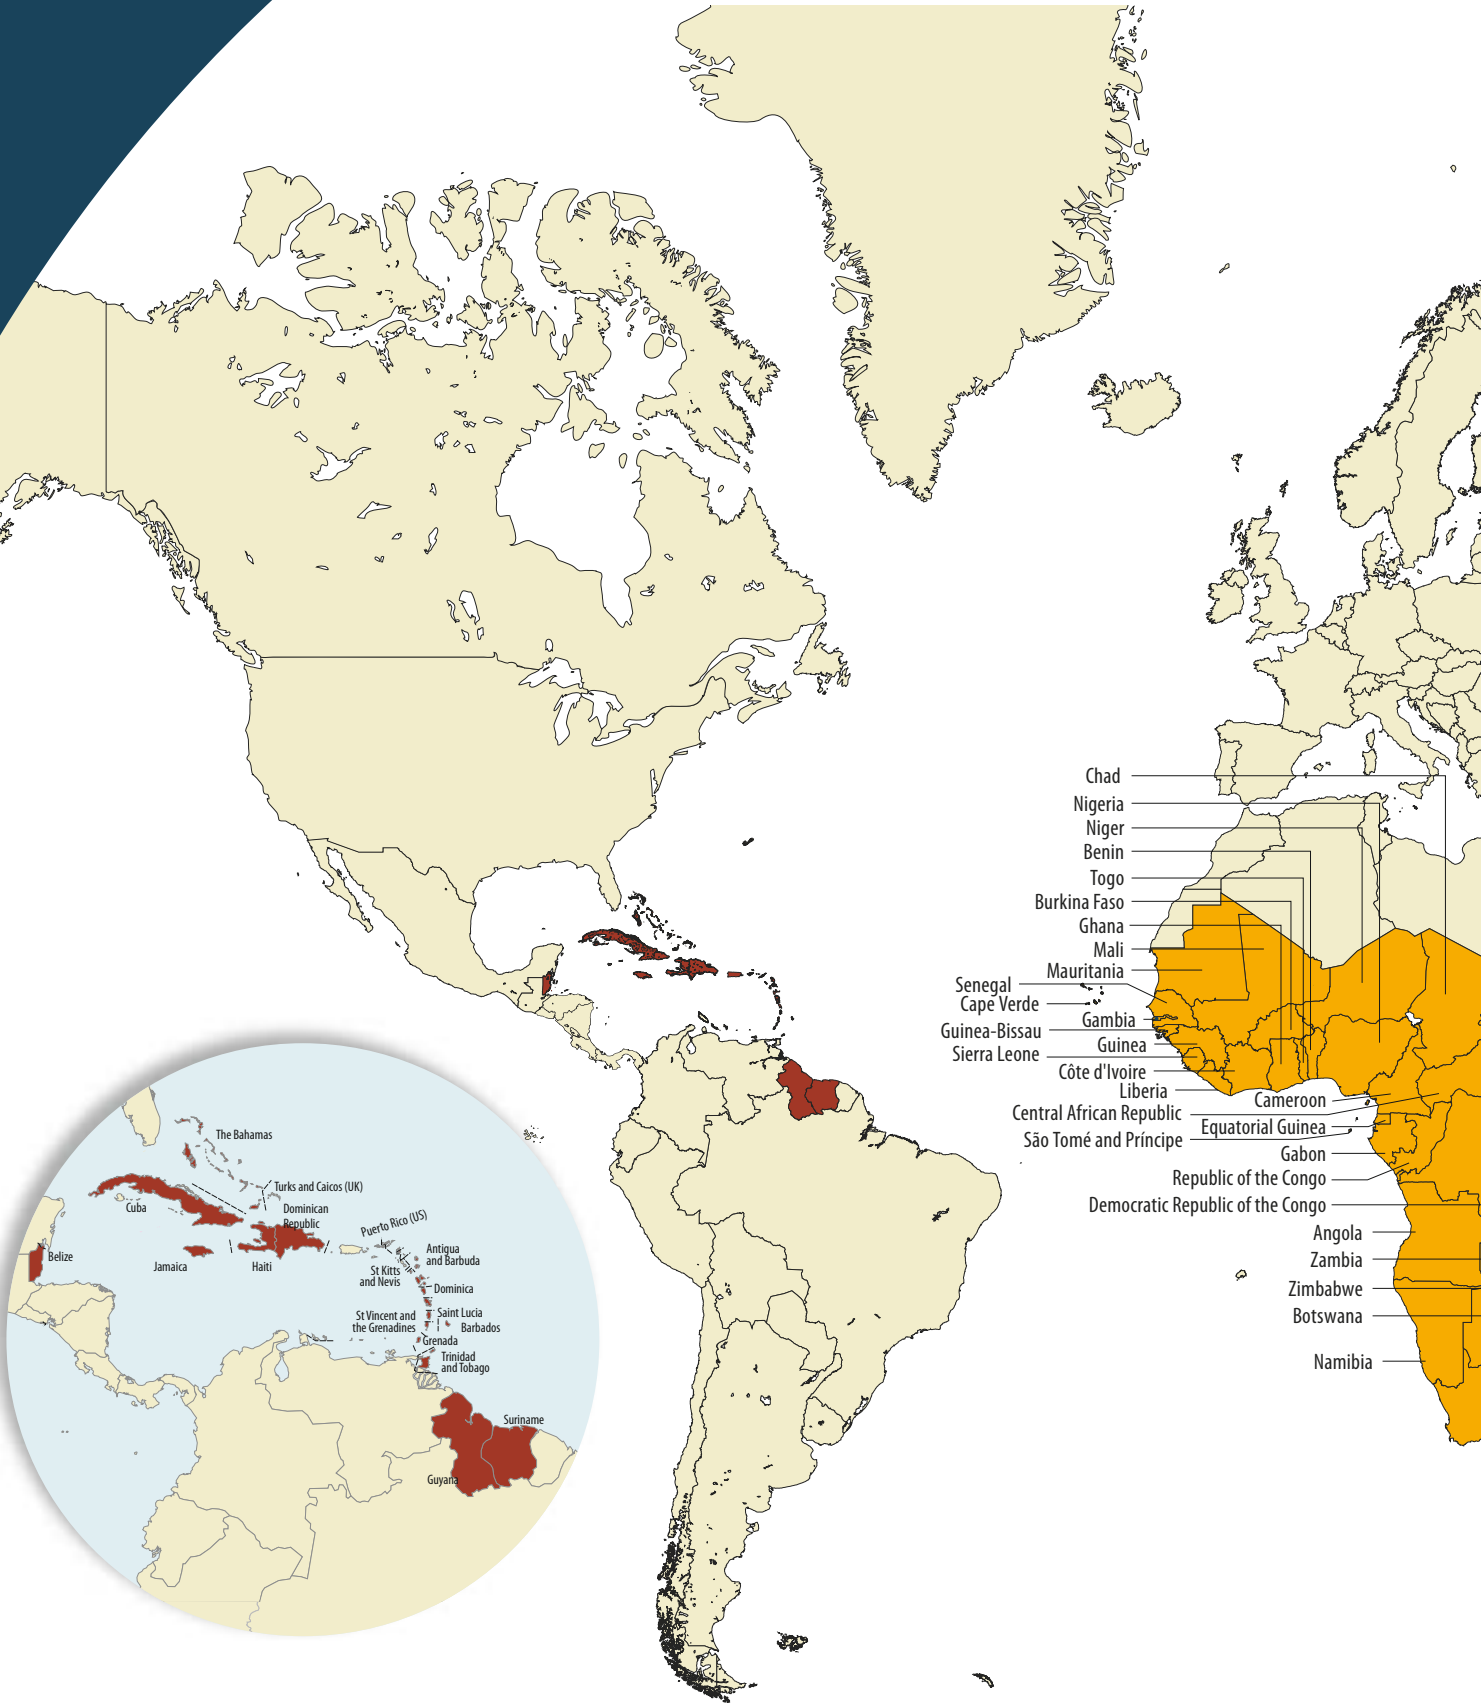 Chad
Nigeria
Niger
Benin
Togo
Burkina Faso
Ghana
Mali
Mauritania
Senegal
Cape Verde
Gambia
Guinea-Bissau
Guinea
Sierra Leone
Côte d'Ivoire
Liberia
Cameroon
Central African Republic
Equatorial Guinea
São Tomé and Príncipe
Gabon
Republic of the Congo
Democratic Republic of the Congo
Angola
Zambia
Zimbabwe
Botswana
Namibia
The Bahamas
Turks and Caicos (UK)
Cuba
Dominican
Republic
Puerto Rico (US)
Belize
Jamaica
Haiti
Antigua
and Barbuda
St Kitts
and Nevis
Dominica
St Vincent and
the Grenadines
Saint Lucia
Barbados
Grenada
Trinidad
and Tobago
Suriname
Guyana